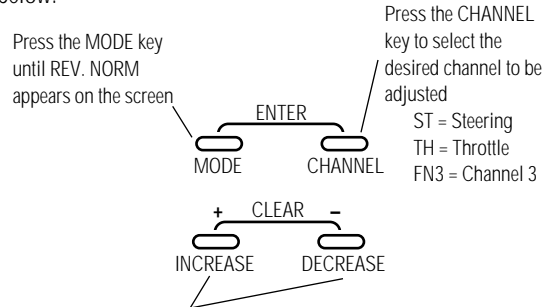 below:
Press the MODE key
until REV. NORM
appears on the screen
Press the CHANNEL
key to select the
desired channel to be
adjusted
ST = Steering
TH = Throttle
FN3 = Channel 3
ENTER
MODE CHANNEL
+ CLEAR –
INCREASE DECREASE